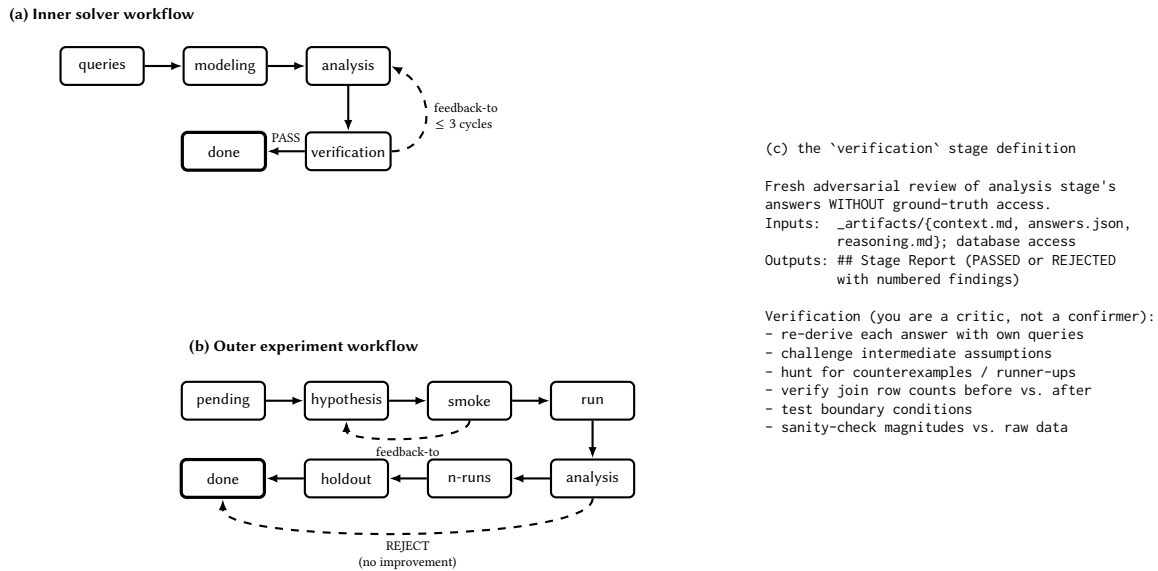 (a) Inner solver workflow
queries
modeling
analysis
feedback-to
≤ 3 cycles
PASS
done
verification
(b) Outer experiment workflow
pending
hypothesis
smoke
run
feedback-to
done
holdout
n-runs
analysis
REJECT
(no improvement)
(c) the `verification` stage definition
Fresh adversarial review of analysis stage's
answers WITHOUT ground-truth access.
Inputs:  _artifacts/{context.md, answers.json,
reasoning.md}; database access
Outputs: ## Stage Report (PASSED or REJECTED
with numbered findings)
Verification (you are a critic, not a confirmer):
- re-derive each answer with own queries
- challenge intermediate assumptions
- hunt for counterexamples / runner-ups
- verify join row counts before vs. after
- test boundary conditions
- sanity-check magnitudes vs. raw data